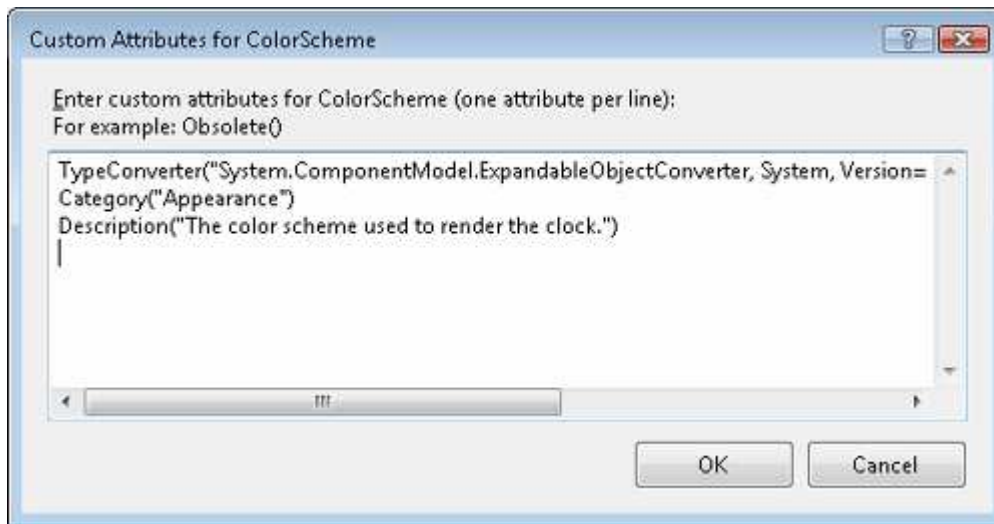 Custom Attributes for ColorScheme
Enter custom attributes for ColorScheme (one attribute per line):
For example: Obsolete()
TypeConverter("System.ComponentModel.ExpandableObjectConverter, System, Version=
Category("Appearance")
Description("The color scheme used to render the clock.")
OK Cancel